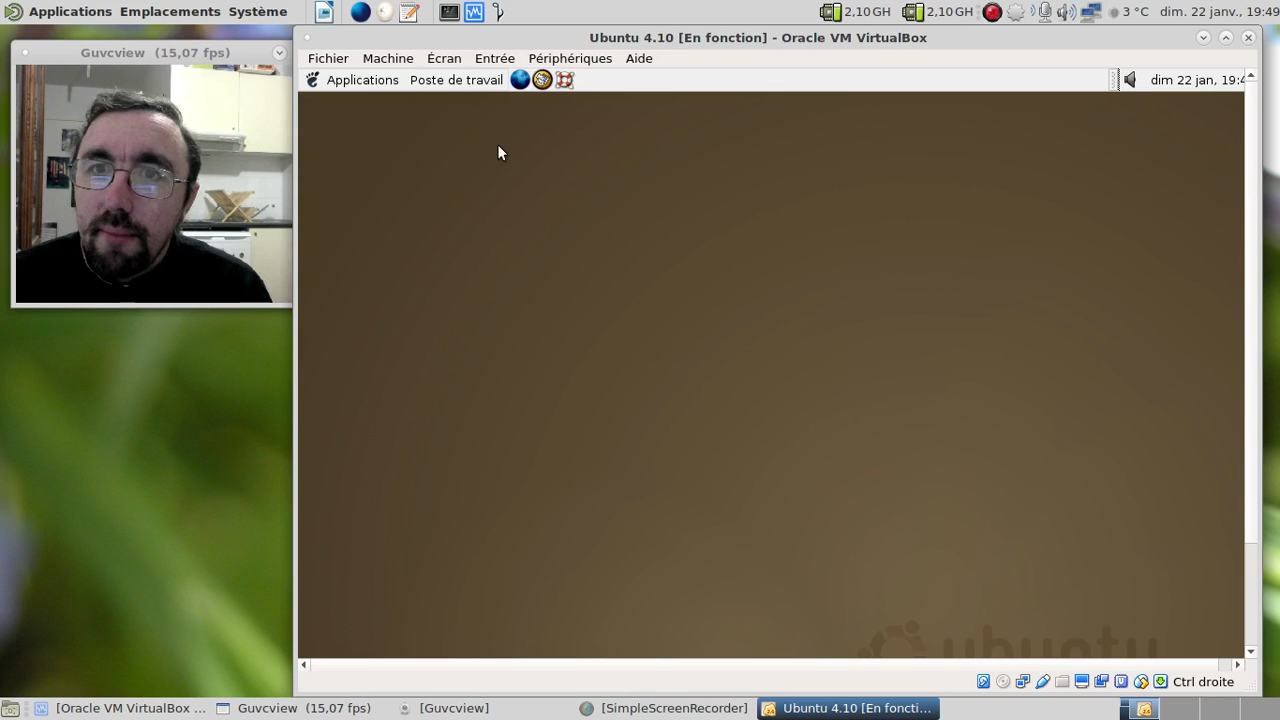 Applications Emplacements Système
2,10 GH 2,10 GH 3 °C dim. 22 janv., 19:49
Guvcview (15,07 fps)
Ubuntu 4.10 [En fonction] - Oracle VM VirtualBox
Fichier Machine Écran Entrée Périphériques Aide
Applications Poste de travail
dim 22 jan, 19:4
ubuntu
Ctrl droite
[Oracle VM VirtualBox ... Guvcview (15,07 fps) [Guvcview] [SimpleScreenRecorder] Ubuntu 4.10 [En foncti...